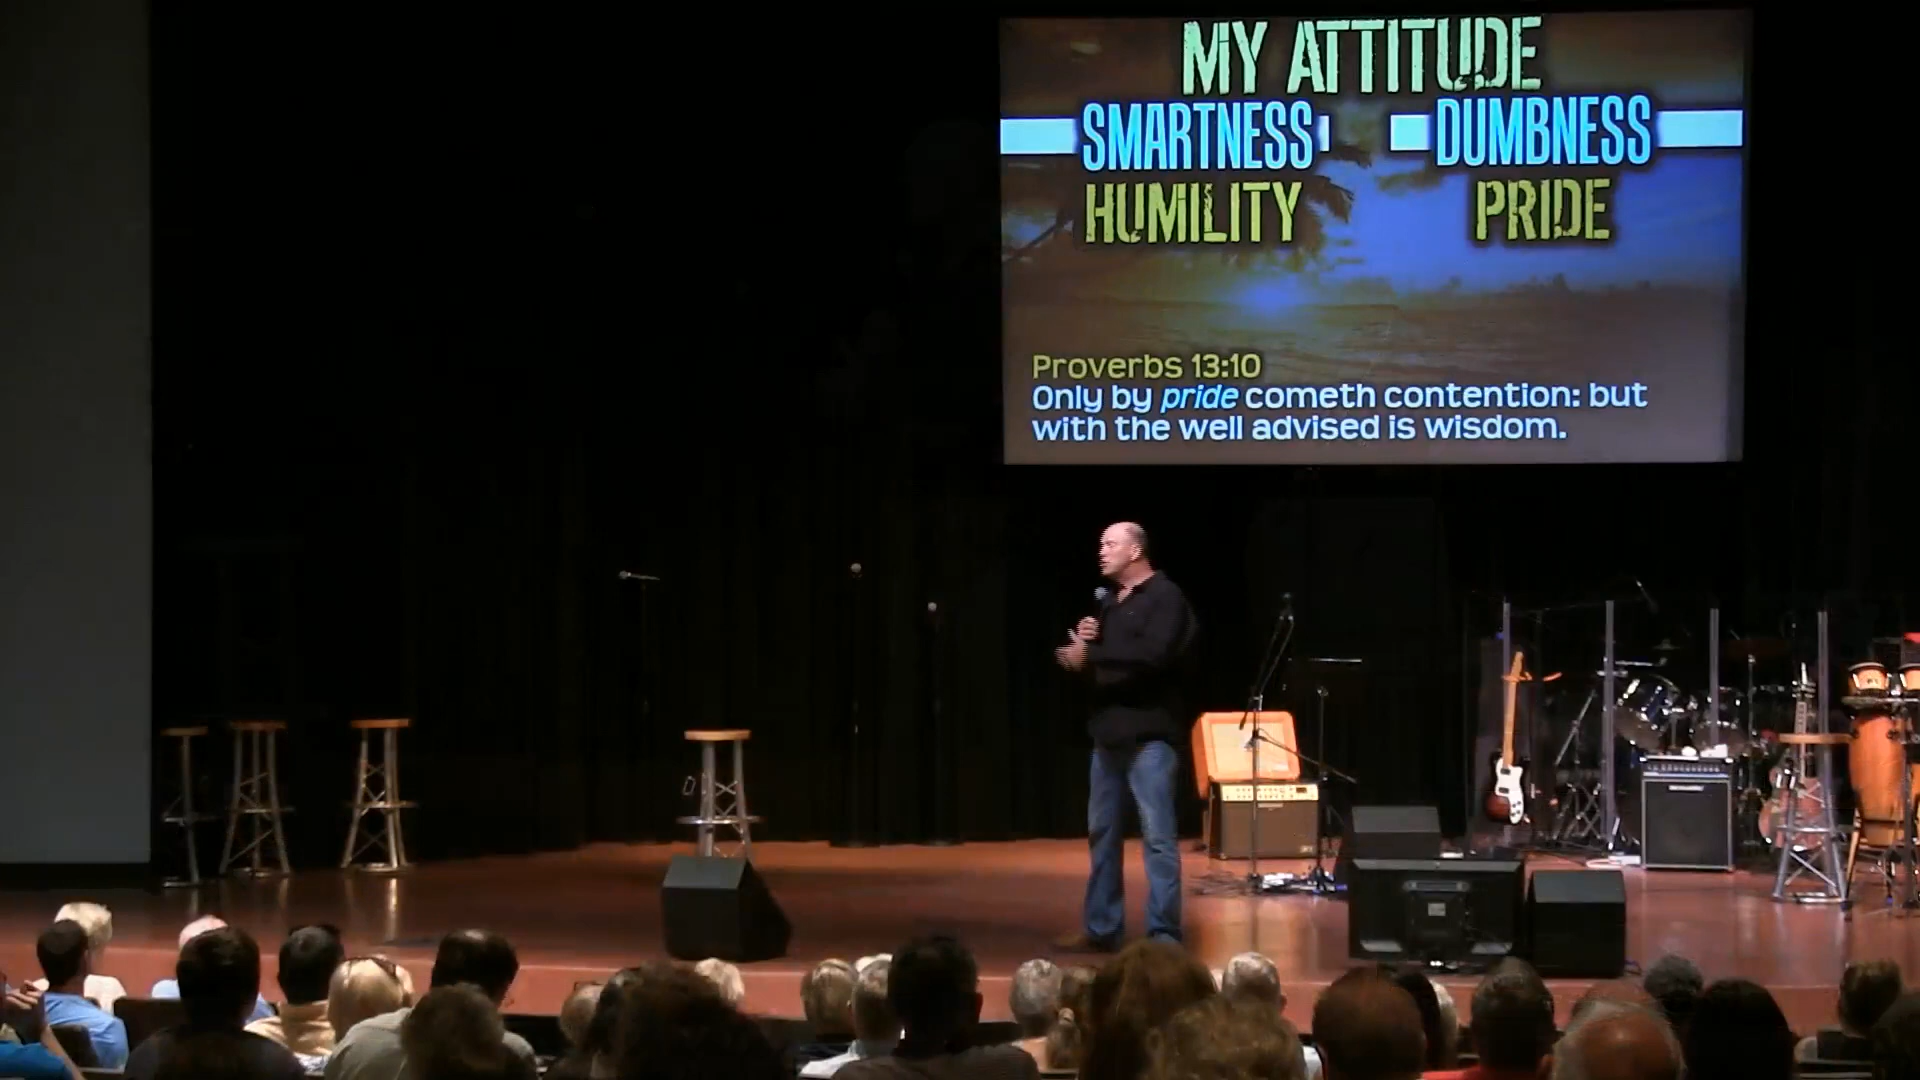 MY ATTITUDE
SMARTNESS DUMBNESS
HUMILITY PRIDE
Proverbs 13:10
Only by pride cometh contention: but
with the well advised is wisdom.